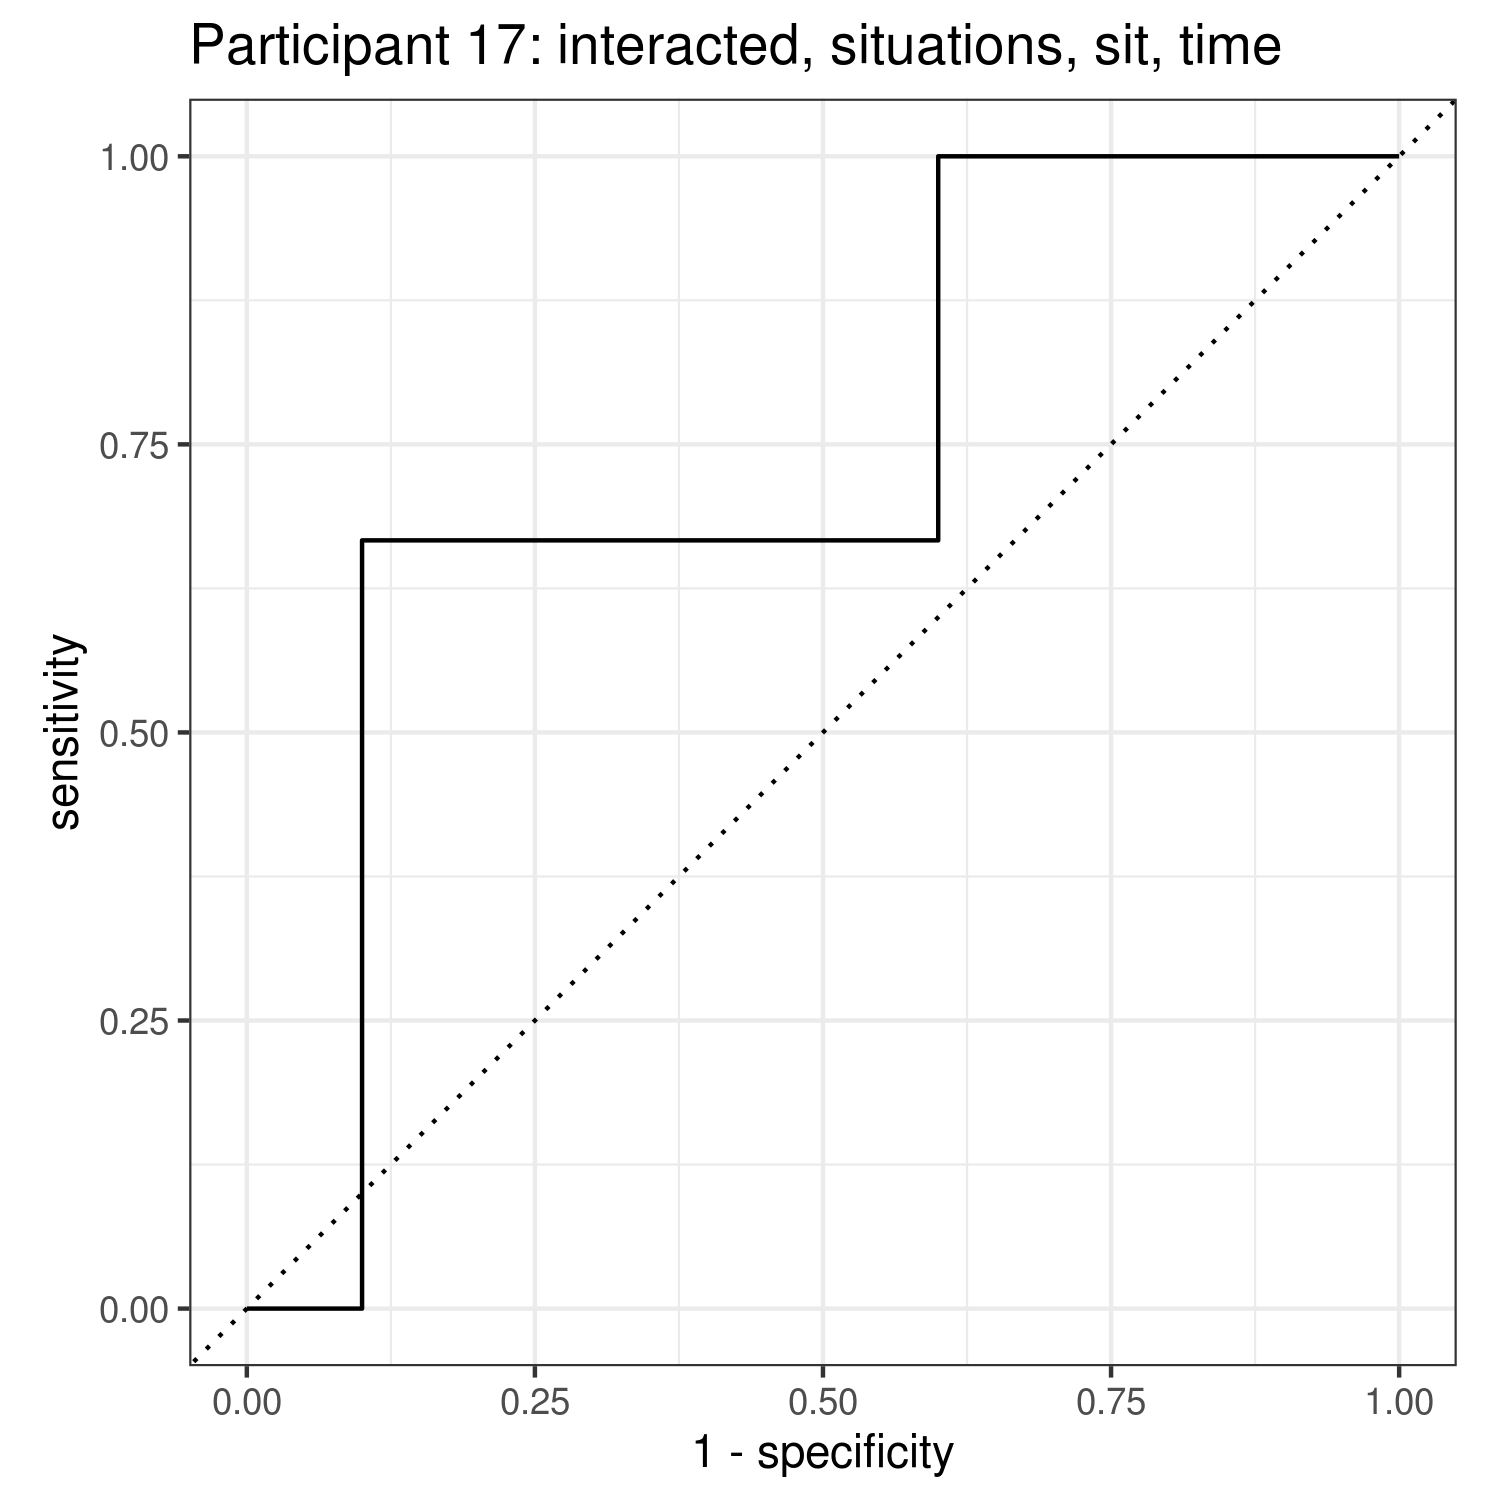 Participant 17: interacted, situations, sit, time
1.00
0.75
0.50
0.25
0.00
sensitivity
0.00 0.25 0.50 0.75 1.00
1 - specificity